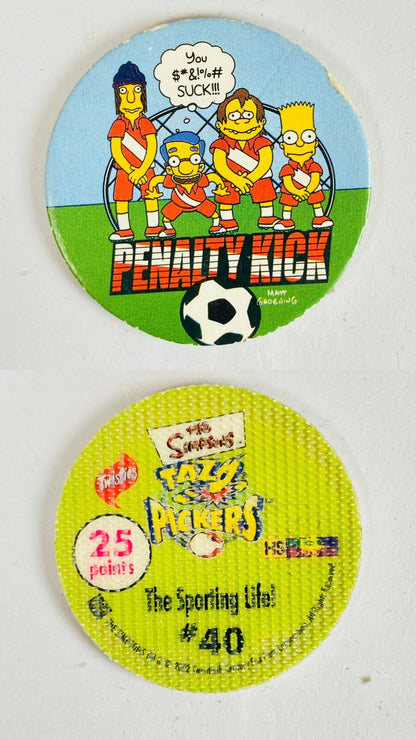 You
$*&!%#
SUCK!!!
PENALTY KICK
MATT
GROENING
THE
SIMPSONS
Twisties
TAZO
PICKERS
25
points
The Sporting Life!
#40